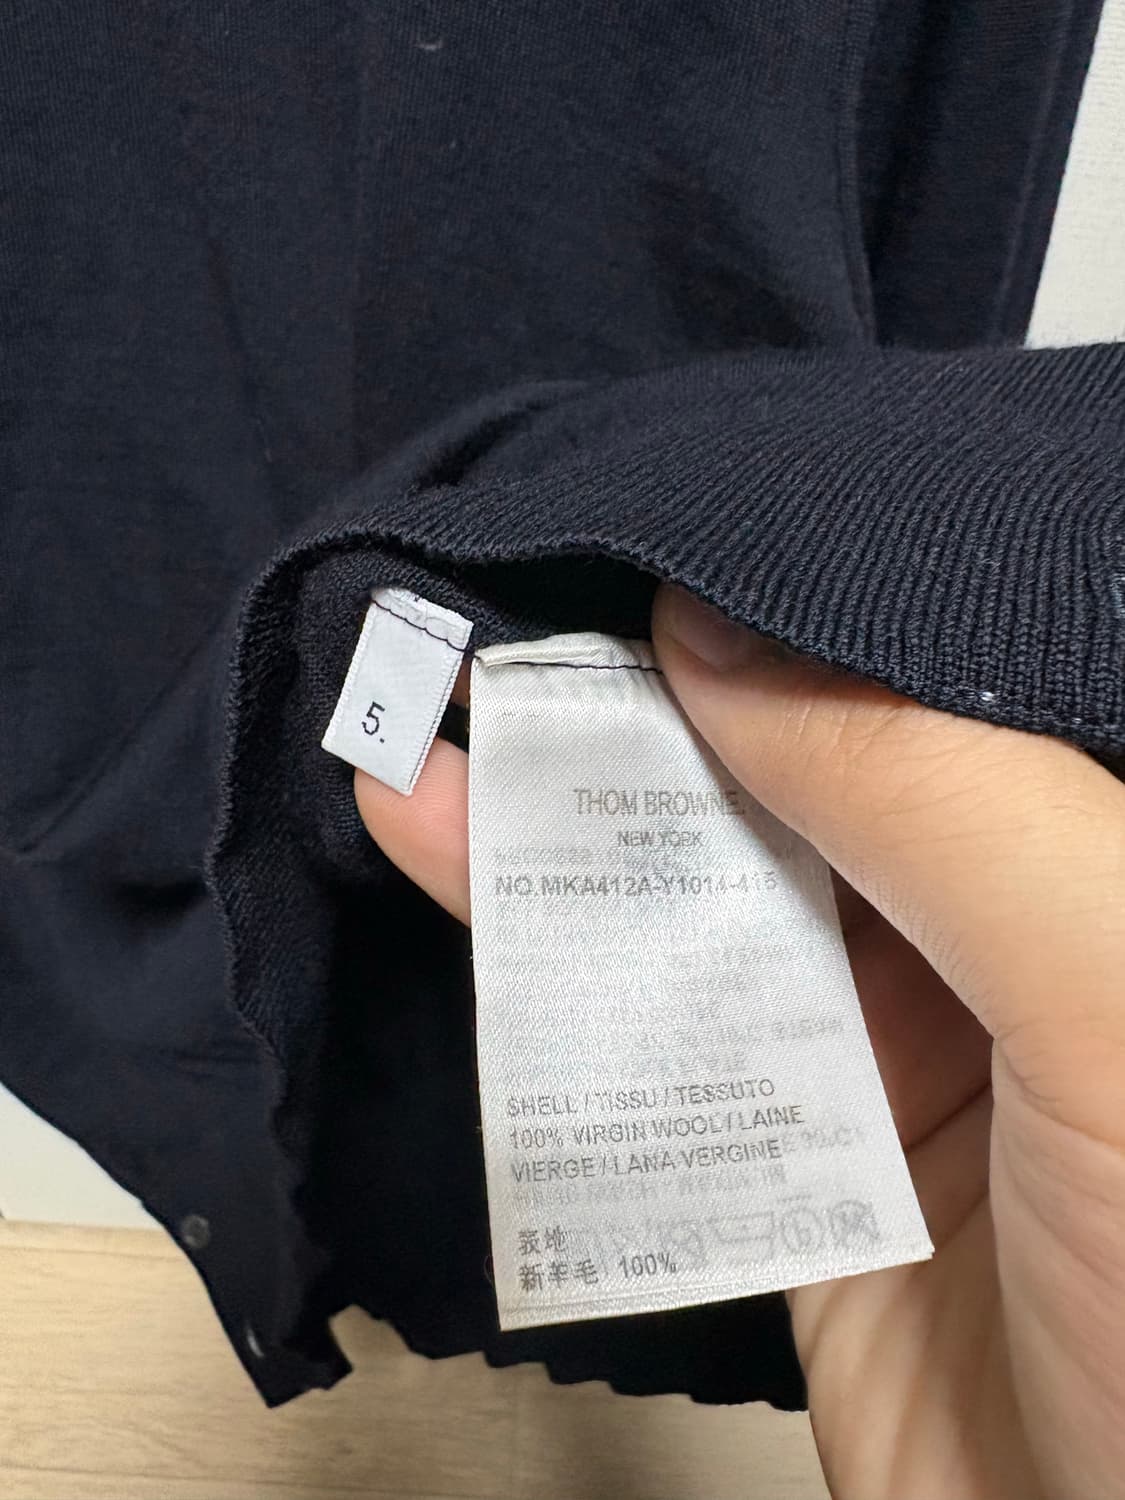 5.
THOM BROWNE.
NEW YORK
NO.MKA412A-Y1014-415
SHELL / TISSU / TESSUTO
100% VIRGIN WOOL / LAINE
VIERGE / LANA VERGINE
表地
新羊毛 100%